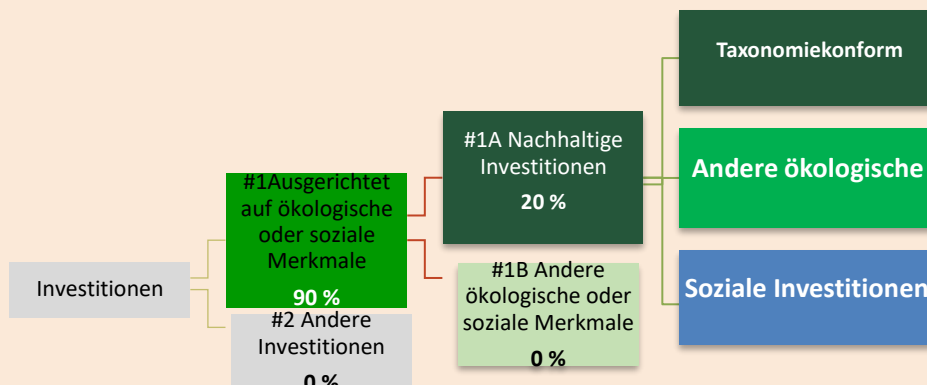 Investitionen
#1Ausgerichtet
auf ökologische
oder soziale
Merkmale
90 %
#2 Andere
Investitionen
0 %
#1A Nachhaltige
Investitionen
20 %
#1B Andere
ökologische oder
soziale Merkmale
0 %
Taxonomiekonform
Andere ökologische
Soziale Investitionen